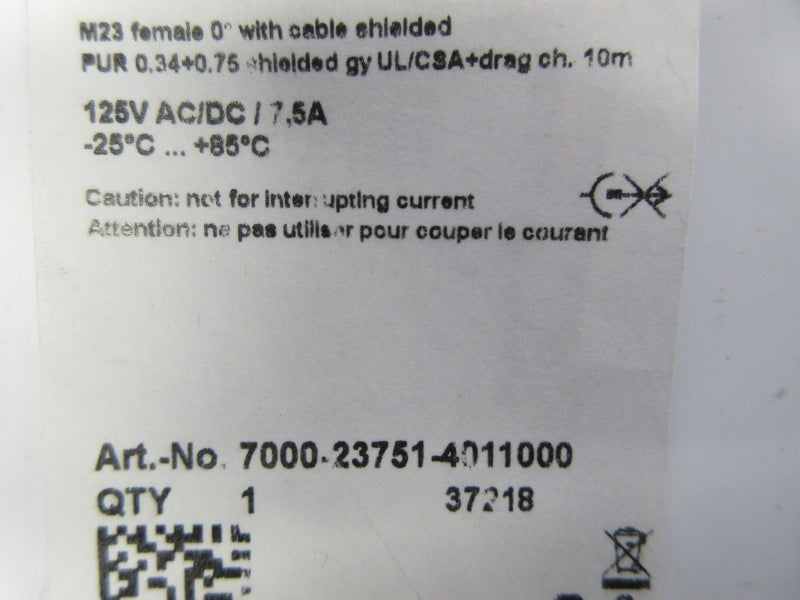 M23 female 0° with cable shielded
PUR 0.34+0.75 shielded gy UL/CSA+drag ch. 10m
125V AC/DC / 7,5A
-25°C ... +85°C
Caution: not for interrupting current
Attention: ne pas utiliser pour couper le courant
Art.-No. 7000-23751-4011000
QTY 1 37218